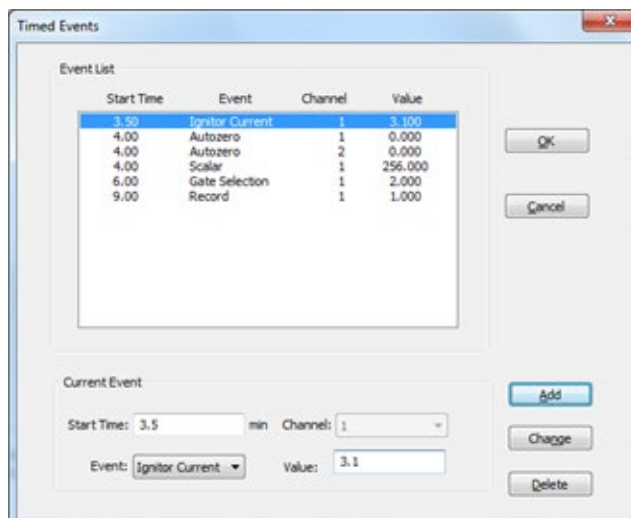 Timed Events
Event List
Start Time Event Channel Value
3.50 Ignitor Current 1 3.100
4.00 Autozero 1 0.000
4.00 Autozero 2 0.000
4.00 Scalar 1 256.000
6.00 Gate Selection 1 2.000
9.00 Record 1 1.000
OK
Cancel
Current Event
Start Time: 3.5 min Channel: 1
Event: Ignitor Current Value: 3.1
Add
Change
Delete